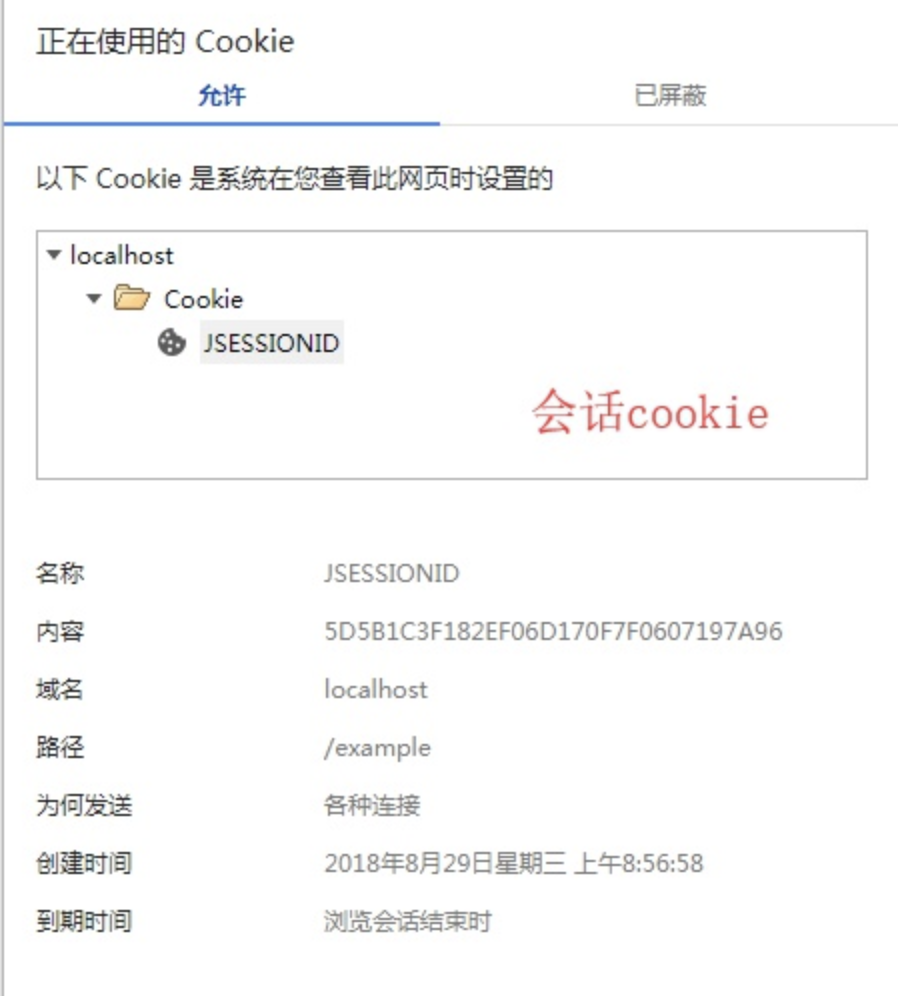 正在使用的 Cookie
允许 已屏蔽
以下 Cookie 是系统在您查看此网页时设置的
localhost
Cookie
JSESSIONID
会话cookie
名称 JSESSIONID
内容 5D5B1C3F182EF06D170F7F0607197A96
域名 localhost
路径 /example
为何发送 各种连接
创建时间 2018年8月29日星期三 上午8:56:58
到期时间 浏览会话结束时